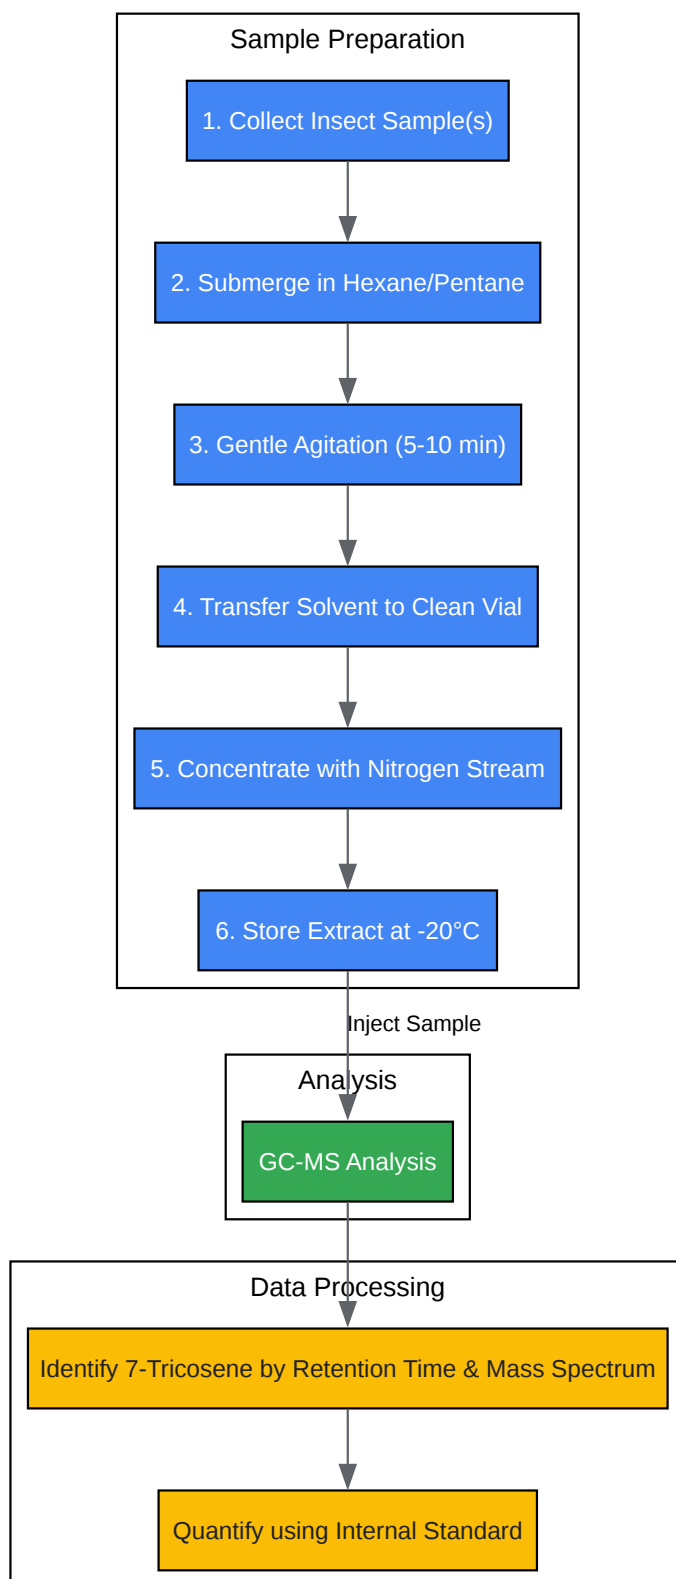 Sample Preparation
1. Collect Insect Sample(s)
2. Submerge in Hexane/Pentane
3. Gentle Agitation (5-10 min)
4. Transfer Solvent to Clean Vial
5. Concentrate with Nitrogen Stream
6. Store Extract at -20°C
Inject Sample
Analysis
GC-MS Analysis
Data Processing
Identify 7-Tricosene by Retention Time & Mass Spectrum
Quantify using Internal Standard